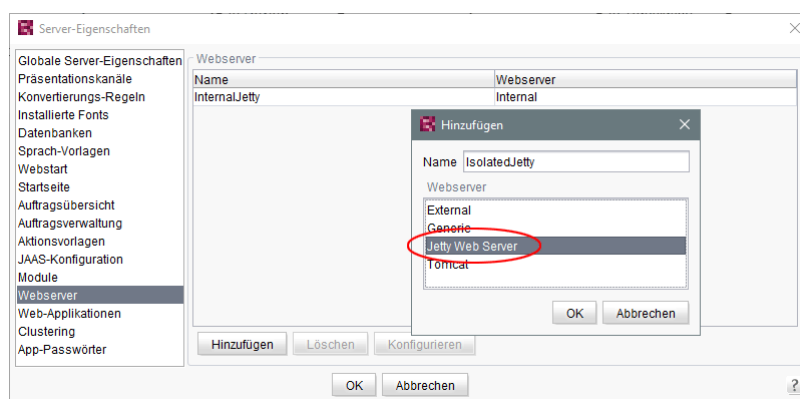 Server-Eigenschaften
Globale Server-Eigenschaften
Präsentationskanäle
Konvertierungs-Regeln
Installierte Fonts
Datenbanken
Sprach-Vorlagen
Webstart
Startseite
Auftragsübersicht
Auftragsverwaltung
Aktionsvorlagen
JAAS-Konfiguration
Module
Webserver
Web-Applikationen
Clustering
App-Passwörter
Webserver
Name Webserver
InternalJetty Internal
Hinzufügen
Name IsolatedJetty
Webserver
External
Generic
Jetty Web Server
Tomcat
OK Abbrechen
Hinzufügen Löschen Konfigurieren
OK Abbrechen
?